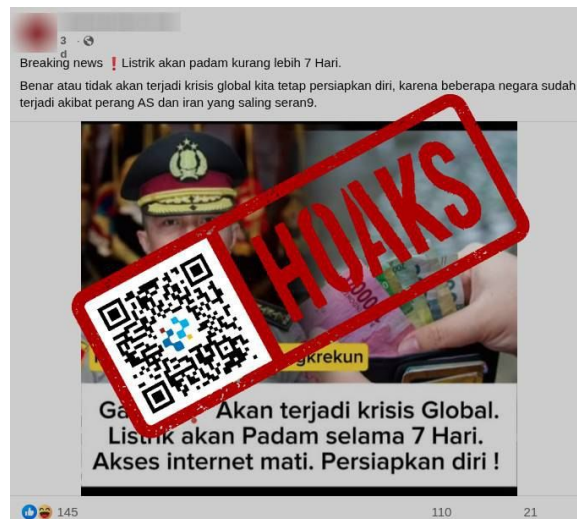 3
d
Breaking news ❗ Listrik akan padam kurang lebih 7 Hari.
Benar atau tidak akan terjadi krisis global kita tetap persiapkan diri, karena beberapa negara sudah
terjadi akibat perang AS dan iran yang saling seran9.
HOAKS
gkrekun
Akan terjadi krisis Global.
Listrik akan Padam selama 7 Hari.
Akses internet mati. Persiapkan diri !
145
110
21